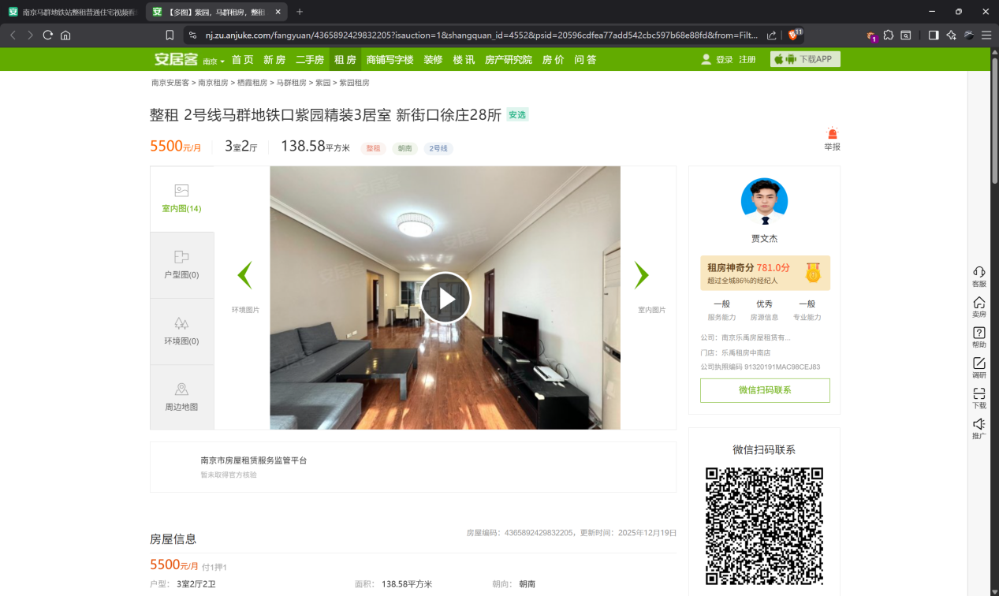 南京马群地铁站整租普通住宅视频看
【多图】紫园，马群租房，整租
nj.zu.anjuke.com/fangyuan/4365892429832205?isauction=1&shangquan_id=4552&psid=20596cdfea77add542cbc597b68e88fd&from=Filt...
11
1
安居客 南京 首 页 新 房 二手房 租 房 商铺写字楼 装修 楼 讯 房产研究院 房 价 问 答 登录 注册 下载APP
南京安居客 > 南京租房 > 栖霞租房 > 马群租房 > 紫园 > 紫园租房
整租 2号线马群地铁口紫园精装3居室 新街口徐庄28所 安选
5500元/月 3室2厅 138.58平方米 整租 朝南 2号线
举报
室内图(14)
户型图(0)
环境图(0)
周边地图
环境图片
室内图片
安居客
贾文杰
租房神奇分 781.0分
超过全城86%的经纪人
一般 优秀 一般
服务能力 房源信息 专业能力
公司： 南京乐禹房屋租赁有...
门店： 乐禹租房中南店
公司执照编码 91320191MAC98CEJ83
微信扫码联系
南京市房屋租赁服务监管平台
暂未取得官方核验
微信扫码联系
房屋信息
房屋编码：4365892429832205，更新时间：2025年12月19日
5500元/月 付1押1
户型： 3室2厅2卫 面积： 138.58平方米 朝向： 朝南
客服
卖房
帮助
调研
下载
推广